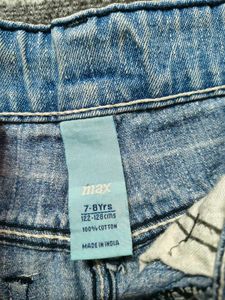 max
7-8Yrs
122-128cms
100% COTTON
MADE IN INDIA